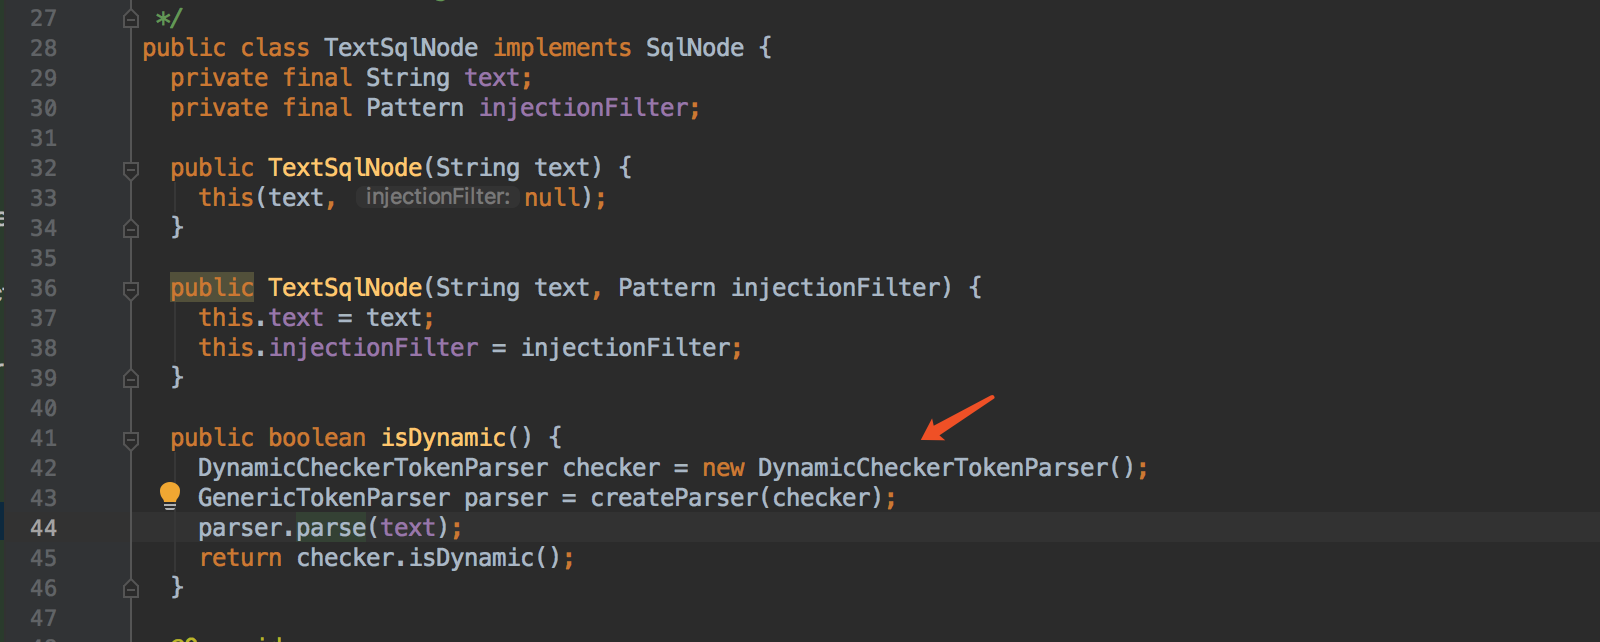 27 */
28 public class TextSqlNode implements SqlNode {
29 private final String text;
30 private final Pattern injectionFilter;
31
32 public TextSqlNode(String text) {
33 this(text, injectionFilter: null);
34 }
35
36 public TextSqlNode(String text, Pattern injectionFilter) {
37 this.text = text;
38 this.injectionFilter = injectionFilter;
39 }
40
41 public boolean isDynamic() {
42 DynamicCheckerTokenParser checker = new DynamicCheckerTokenParser();
43 GenericTokenParser parser = createParser(checker);
44 parser.parse(text);
45 return checker.isDynamic();
46 }
47